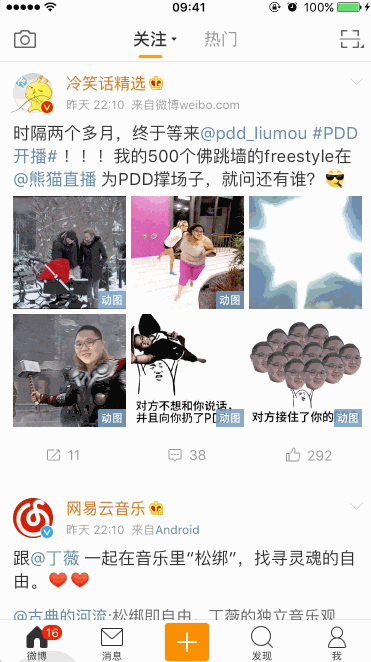 09:41
100%
关注
热门
冷笑话精选
昨天 22:10 来自微博weibo.com
时隔两个多月，终于等来@pdd_liumou #PDD
开播#！！！我的500个佛跳墙的freestyle在
@熊猫直播 为PDD撑场子，就问还有谁？
动图
动图
动图
动图
对方不想和你说话，
并且向你扔了PD
动图
对方接住了你的
动图
11
38
292
网易云音乐
昨天 22:10 来自Android
跟@丁薇 一起在音乐里“松绑”，找寻灵魂的自
由。
@古典的河流:松绑即自由，丁薇的独立音乐观
微博
16
消息
发现
我